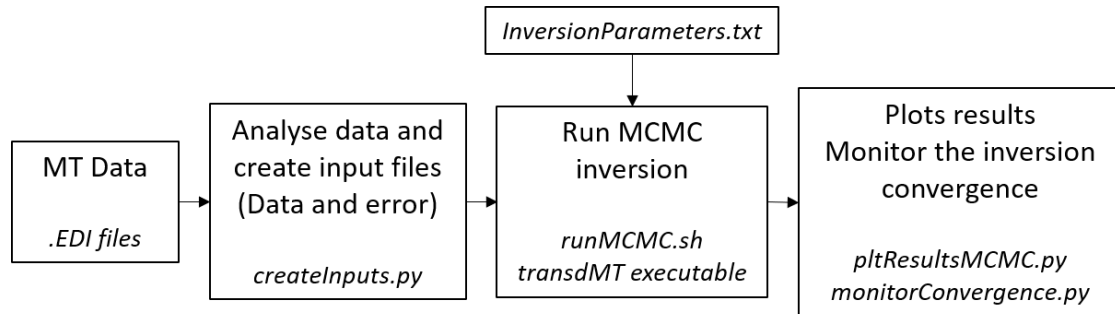 InversionParameters.txt
MT Data
.EDI files
Analyse data and
create input files
(Data and error)
createInputs.py
Run MCMC
inversion
runMCMC.sh
transdMT executable
Plots results
Monitor the inversion
convergence
pltResultsMCMC.py
monitorConvergence.py